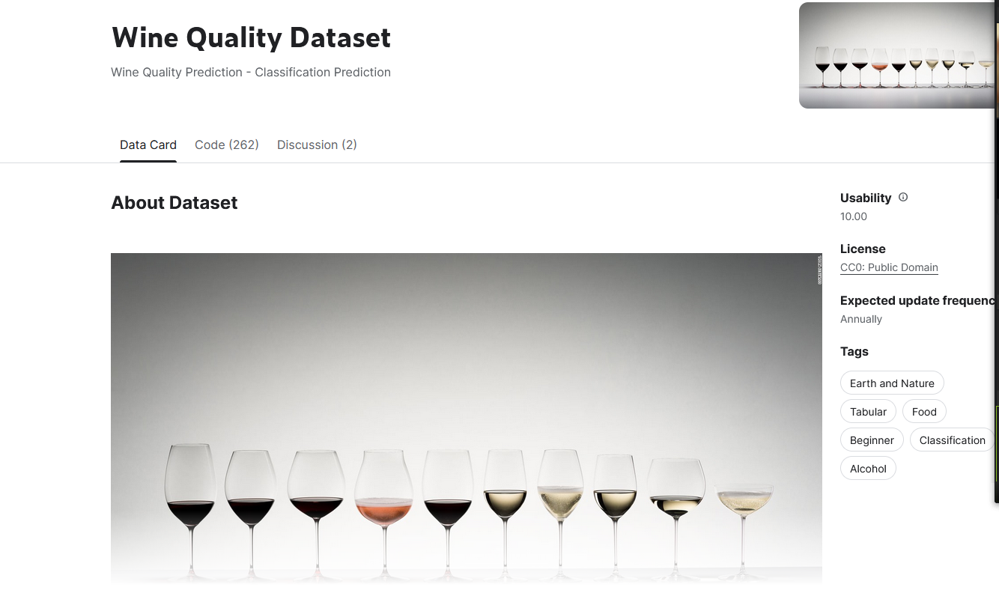 Wine Quality Dataset
Wine Quality Prediction - Classification Prediction
Data Card Code (262) Discussion (2)
About Dataset
Usability
10.00
License
CC0: Public Domain
Expected update frequenc
Annually
Tags
Earth and Nature
Tabular Food
Beginner Classification
Alcohol